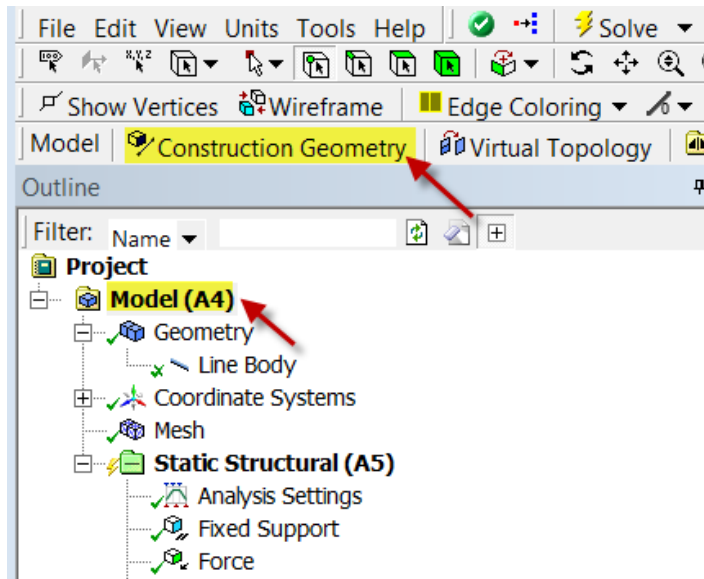 File Edit View Units Tools Help Solve
Show Vertices Wireframe Edge Coloring
Model Construction Geometry Virtual Topology
Outline
Filter: Name
Project
Model (A4)
Geometry
Line Body
Coordinate Systems
Mesh
Static Structural (A5)
Analysis Settings
Fixed Support
Force